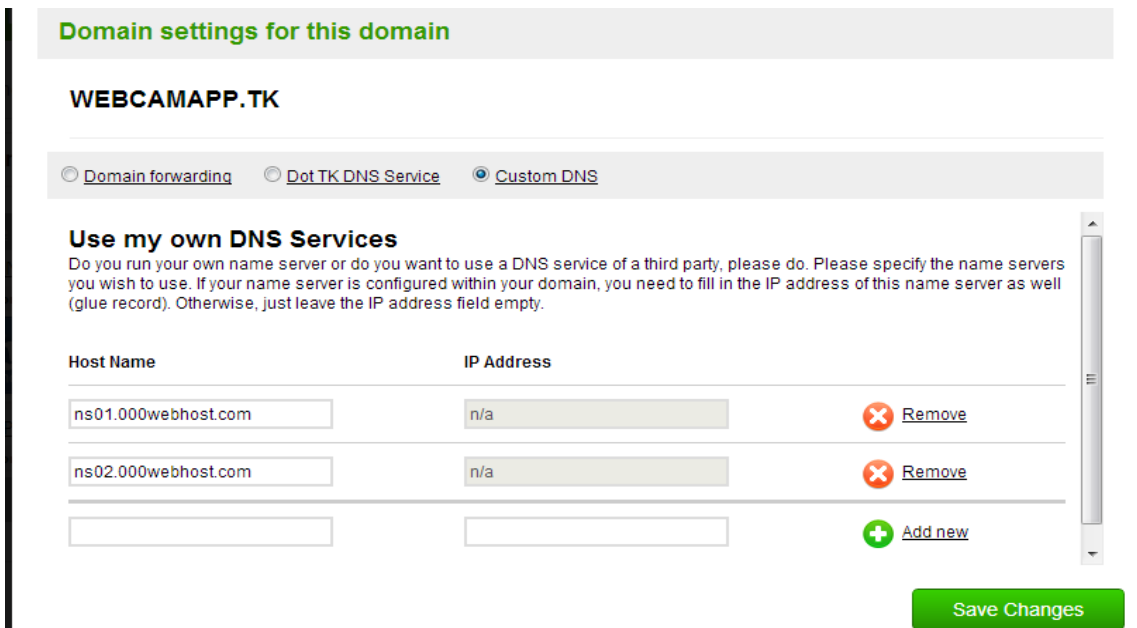 Domain settings for this domain
WEBCAMAPP.TK
Domain forwarding Dot TK DNS Service Custom DNS
Use my own DNS Services
Do you run your own name server or do you want to use a DNS service of a third party, please do. Please specify the name servers
you wish to use. If your name server is configured within your domain, you need to fill in the IP address of this name server as well
(glue record). Otherwise, just leave the IP address field empty.
Host Name IP Address
ns01.000webhost.com n/a Remove
ns02.000webhost.com n/a Remove
Add new
Save Changes